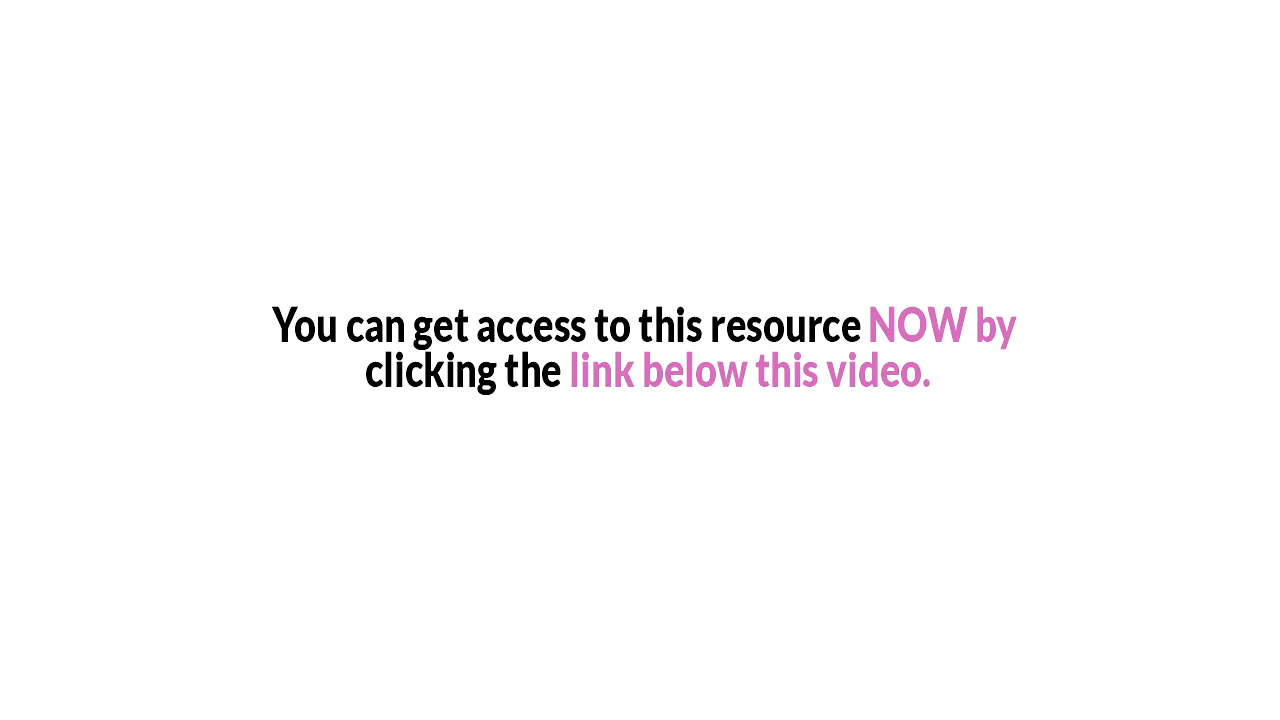 You can get access to this resource NOW by
clicking the link below this video.